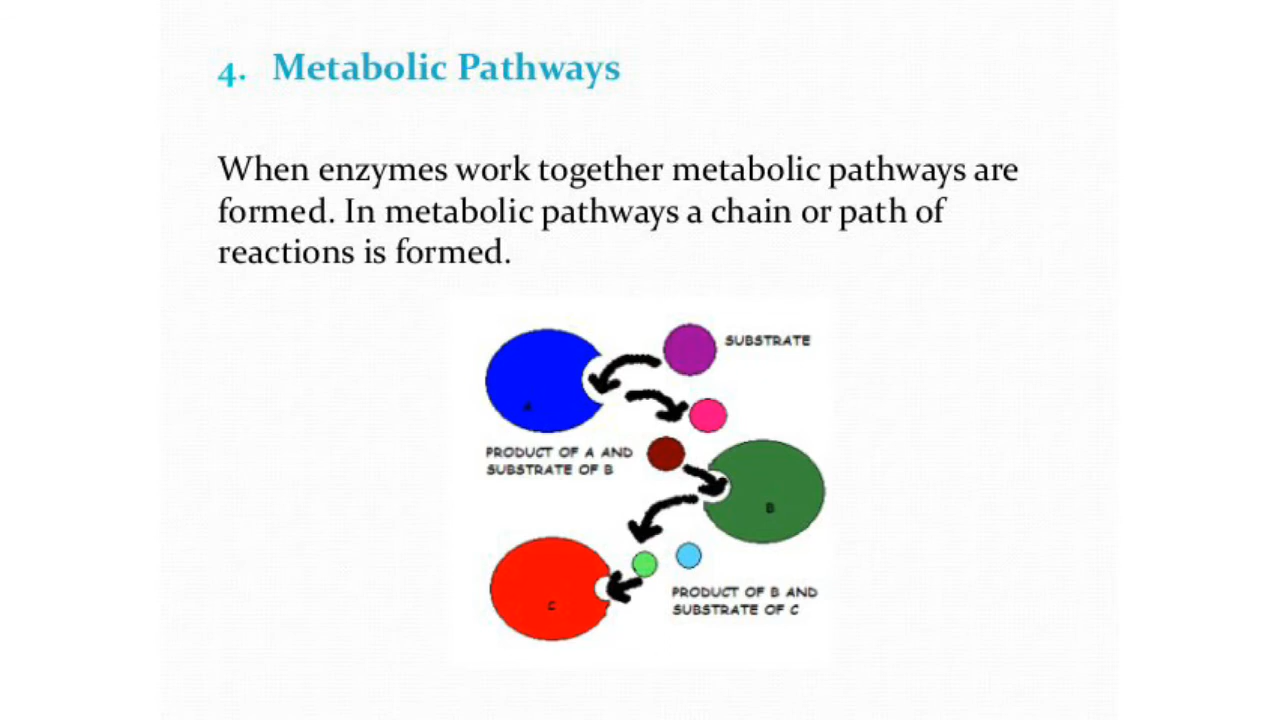 4. Metabolic Pathways
When enzymes work together metabolic pathways are
formed. In metabolic pathways a chain or path of
reactions is formed.
SUBSTRATE
A
PRODUCT OF A AND
SUBSTRATE OF B
B
C
PRODUCT OF B AND
SUBSTRATE OF C